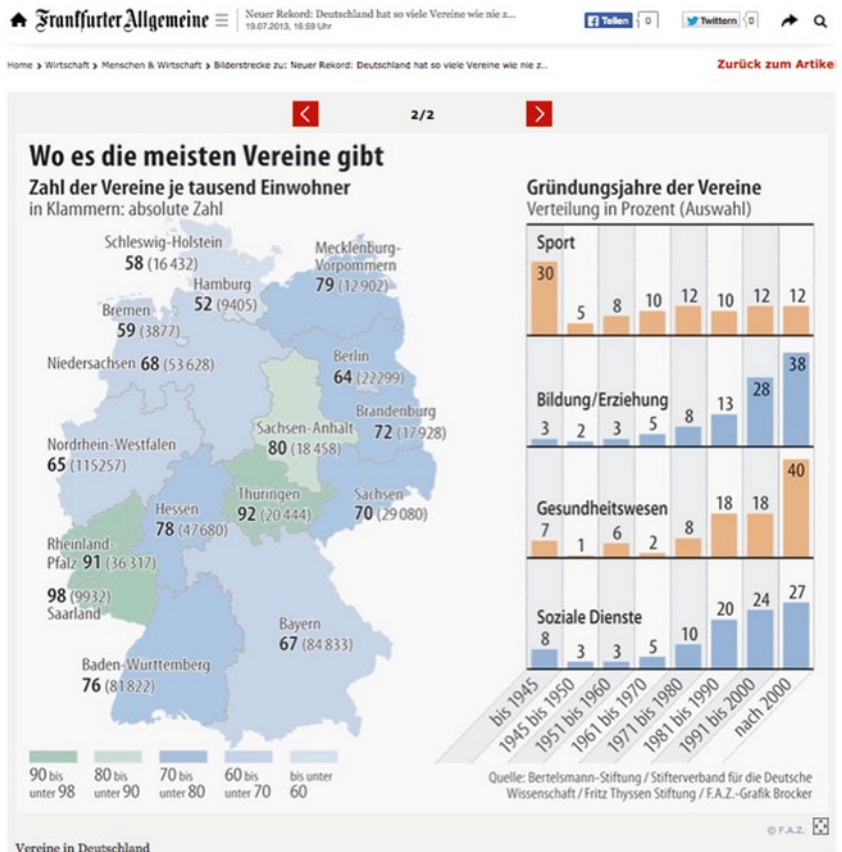 Frankfurter Allgemeine
Neuer Rekord: Deutschland hat so viele Vereine wie nie z...
19.07.2013, 16:59 Uhr
Teilen 0
Twittern 0
Home › Wirtschaft › Menschen & Wirtschaft › Bilderstrecke zu: Neuer Rekord: Deutschland hat so viele Vereine wie nie z...
Zurück zum Artike
2/2
Wo es die meisten Vereine gibt
Zahl der Vereine je tausend Einwohner
in Klammern: absolute Zahl
Schleswig-Holstein
58 (16 432)
Mecklenburg-
Vorpommern
79 (12 902)
Hamburg
52 (9405)
Bremen
59 (3877)
Niedersachsen 68 (53 628)
Berlin
64 (22299)
Brandenburg
72 (17 928)
Sachsen-Anhalt
80 (18 458)
Nordrhein-Westfalen
65 (115257)
Thüringen
92 (20 444)
Sachsen
70 (29 080)
Hessen
78 (47 680)
Rheinland-
Pfalz 91 (36 317)
98 (9932)
Saarland
Bayern
67 (84 833)
Baden-Württemberg
76 (81 822)
90 bis
unter 98
80 bis
unter 90
70 bis
unter 80
60 bis
unter 70
bis unter
60
Gründungsjahre der Vereine
Verteilung in Prozent (Auswahl)
Sport
30 5 8 10 12 10 12 12
Bildung/Erziehung
3 2 3 5 8 13 28 38
Gesundheitswesen
7 1 6 2 8 18 18 40
Soziale Dienste
8 3 3 5 10 20 24 27
bis 1945
1945 bis 1950
1951 bis 1960
1961 bis 1970
1971 bis 1980
1981 bis 1990
1991 bis 2000
nach 2000
Quelle: Bertelsmann-Stiftung / Stifterverband für die Deutsche
Wissenschaft / Fritz Thyssen Stiftung / F.A.Z.-Grafik Brocker
© F.A.Z.
Vereine in Deutschland